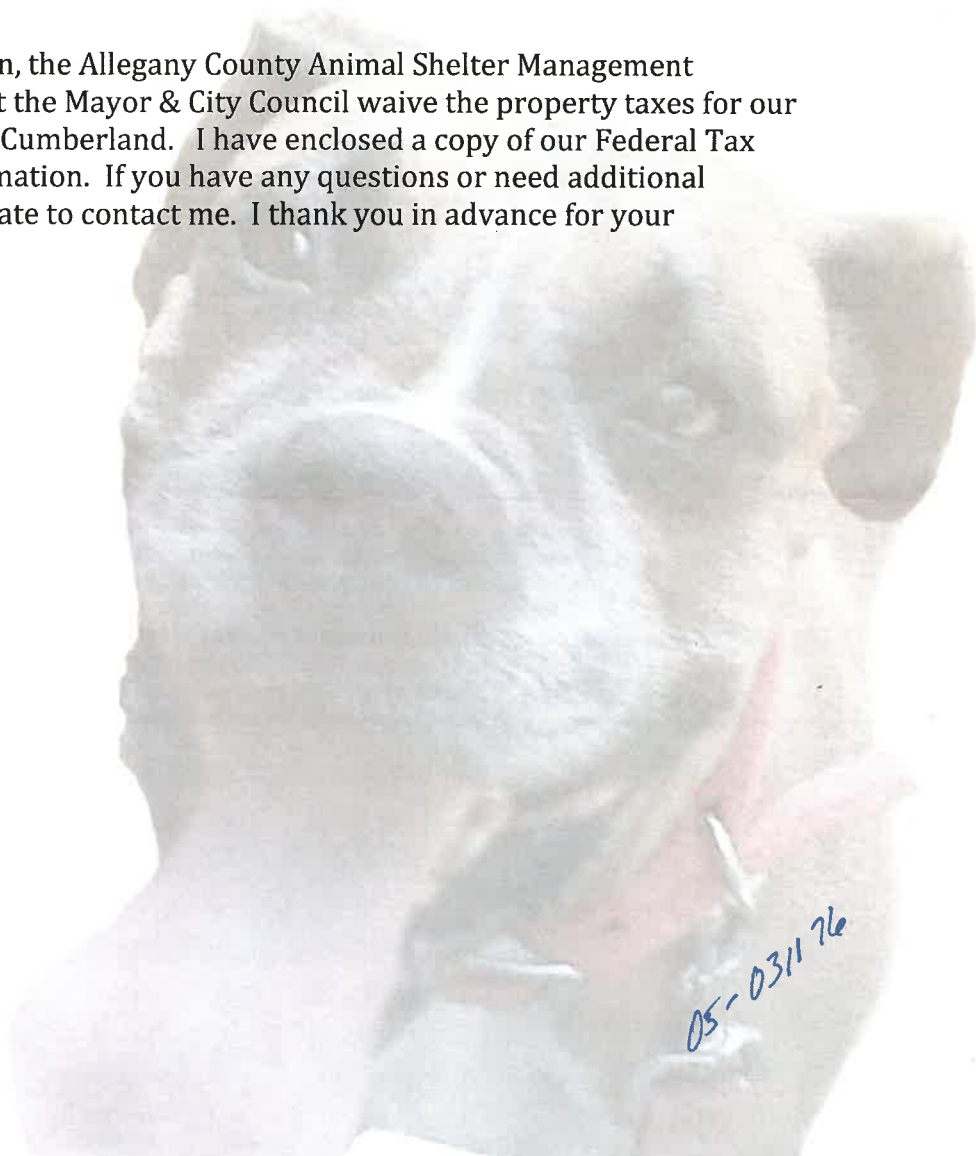 n, the Allegany County Animal Shelter Management
t the Mayor & City Council waive the property taxes for our
Cumberland. I have enclosed a copy of our Federal Tax
nation. If you have any questions or need additional
ate to contact me. I thank you in advance for your
05-031176